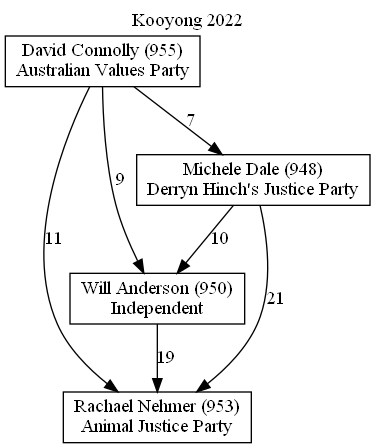 Kooyong 2022
David Connolly (955)
Australian Values Party
7
Michele Dale (948)
Derryn Hinch's Justice Party
9
11
10
Will Anderson (950)
Independent
21
19
Rachael Nehmer (953)
Animal Justice Party